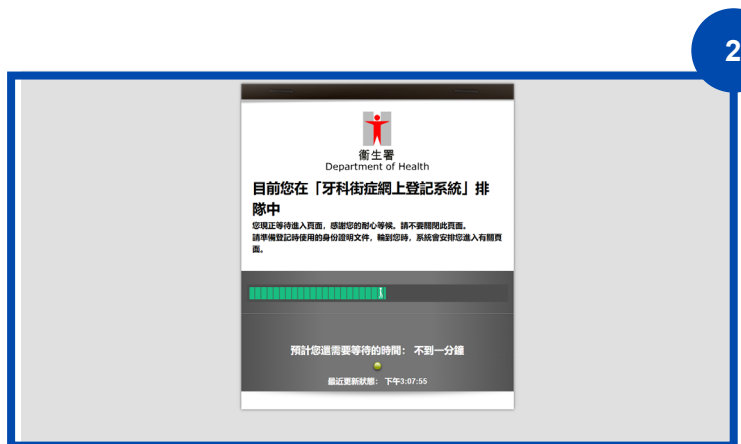 2
衞生署
Department of Health
目前您在「牙科街症網上登記系統」排
隊中
您現正等待進入頁面，感謝您的耐心等候。請不要關閉此頁面。
請準備登記時使用的身份證明文件，輪到您時，系統會安排您進入有關頁
面。
預計您還需要等待的時間： 不到一分鐘
最近更新狀態： 下午3:07:55